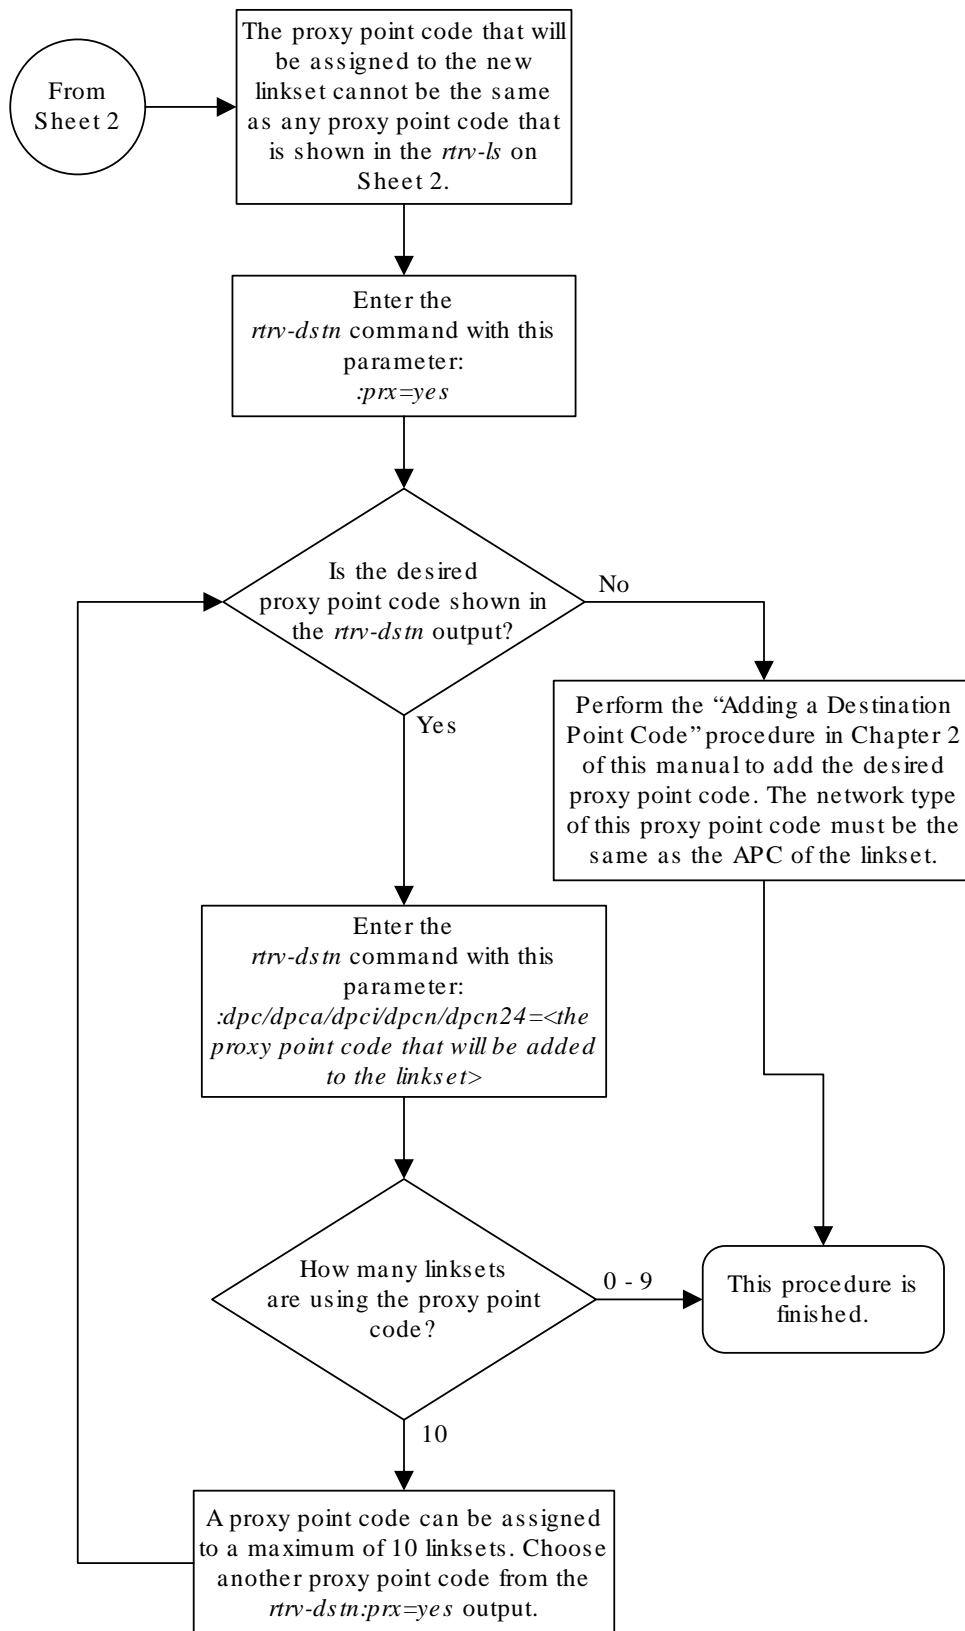 From
Sheet 2
The proxy point code that will
be assigned to the new
linkset cannot be the same
as any proxy point code that
is shown in the rtrv-ls on
Sheet 2.
Enter the
rtrv-dstn command with this
parameter:
:prx=yes
Is the desired
proxy point code shown in
the rtrv-dstn output?
No
Yes
Perform the “Adding a Destination
Point Code” procedure in Chapter 2
of this manual to add the desired
proxy point code. The network type
of this proxy point code must be the
same as the APC of the linkset.
Enter the
rtrv-dstn command with this
parameter:
:dpc/dpca/dpci/dpcn/dpcn24=<the
proxy point code that will be added
to the linkset>
How many linksets
are using the proxy point
code?
0 - 9
This procedure is
finished.
10
A proxy point code can be assigned
to a maximum of 10 linksets. Choose
another proxy point code from the
rtrv-dstn:prx=yes output.